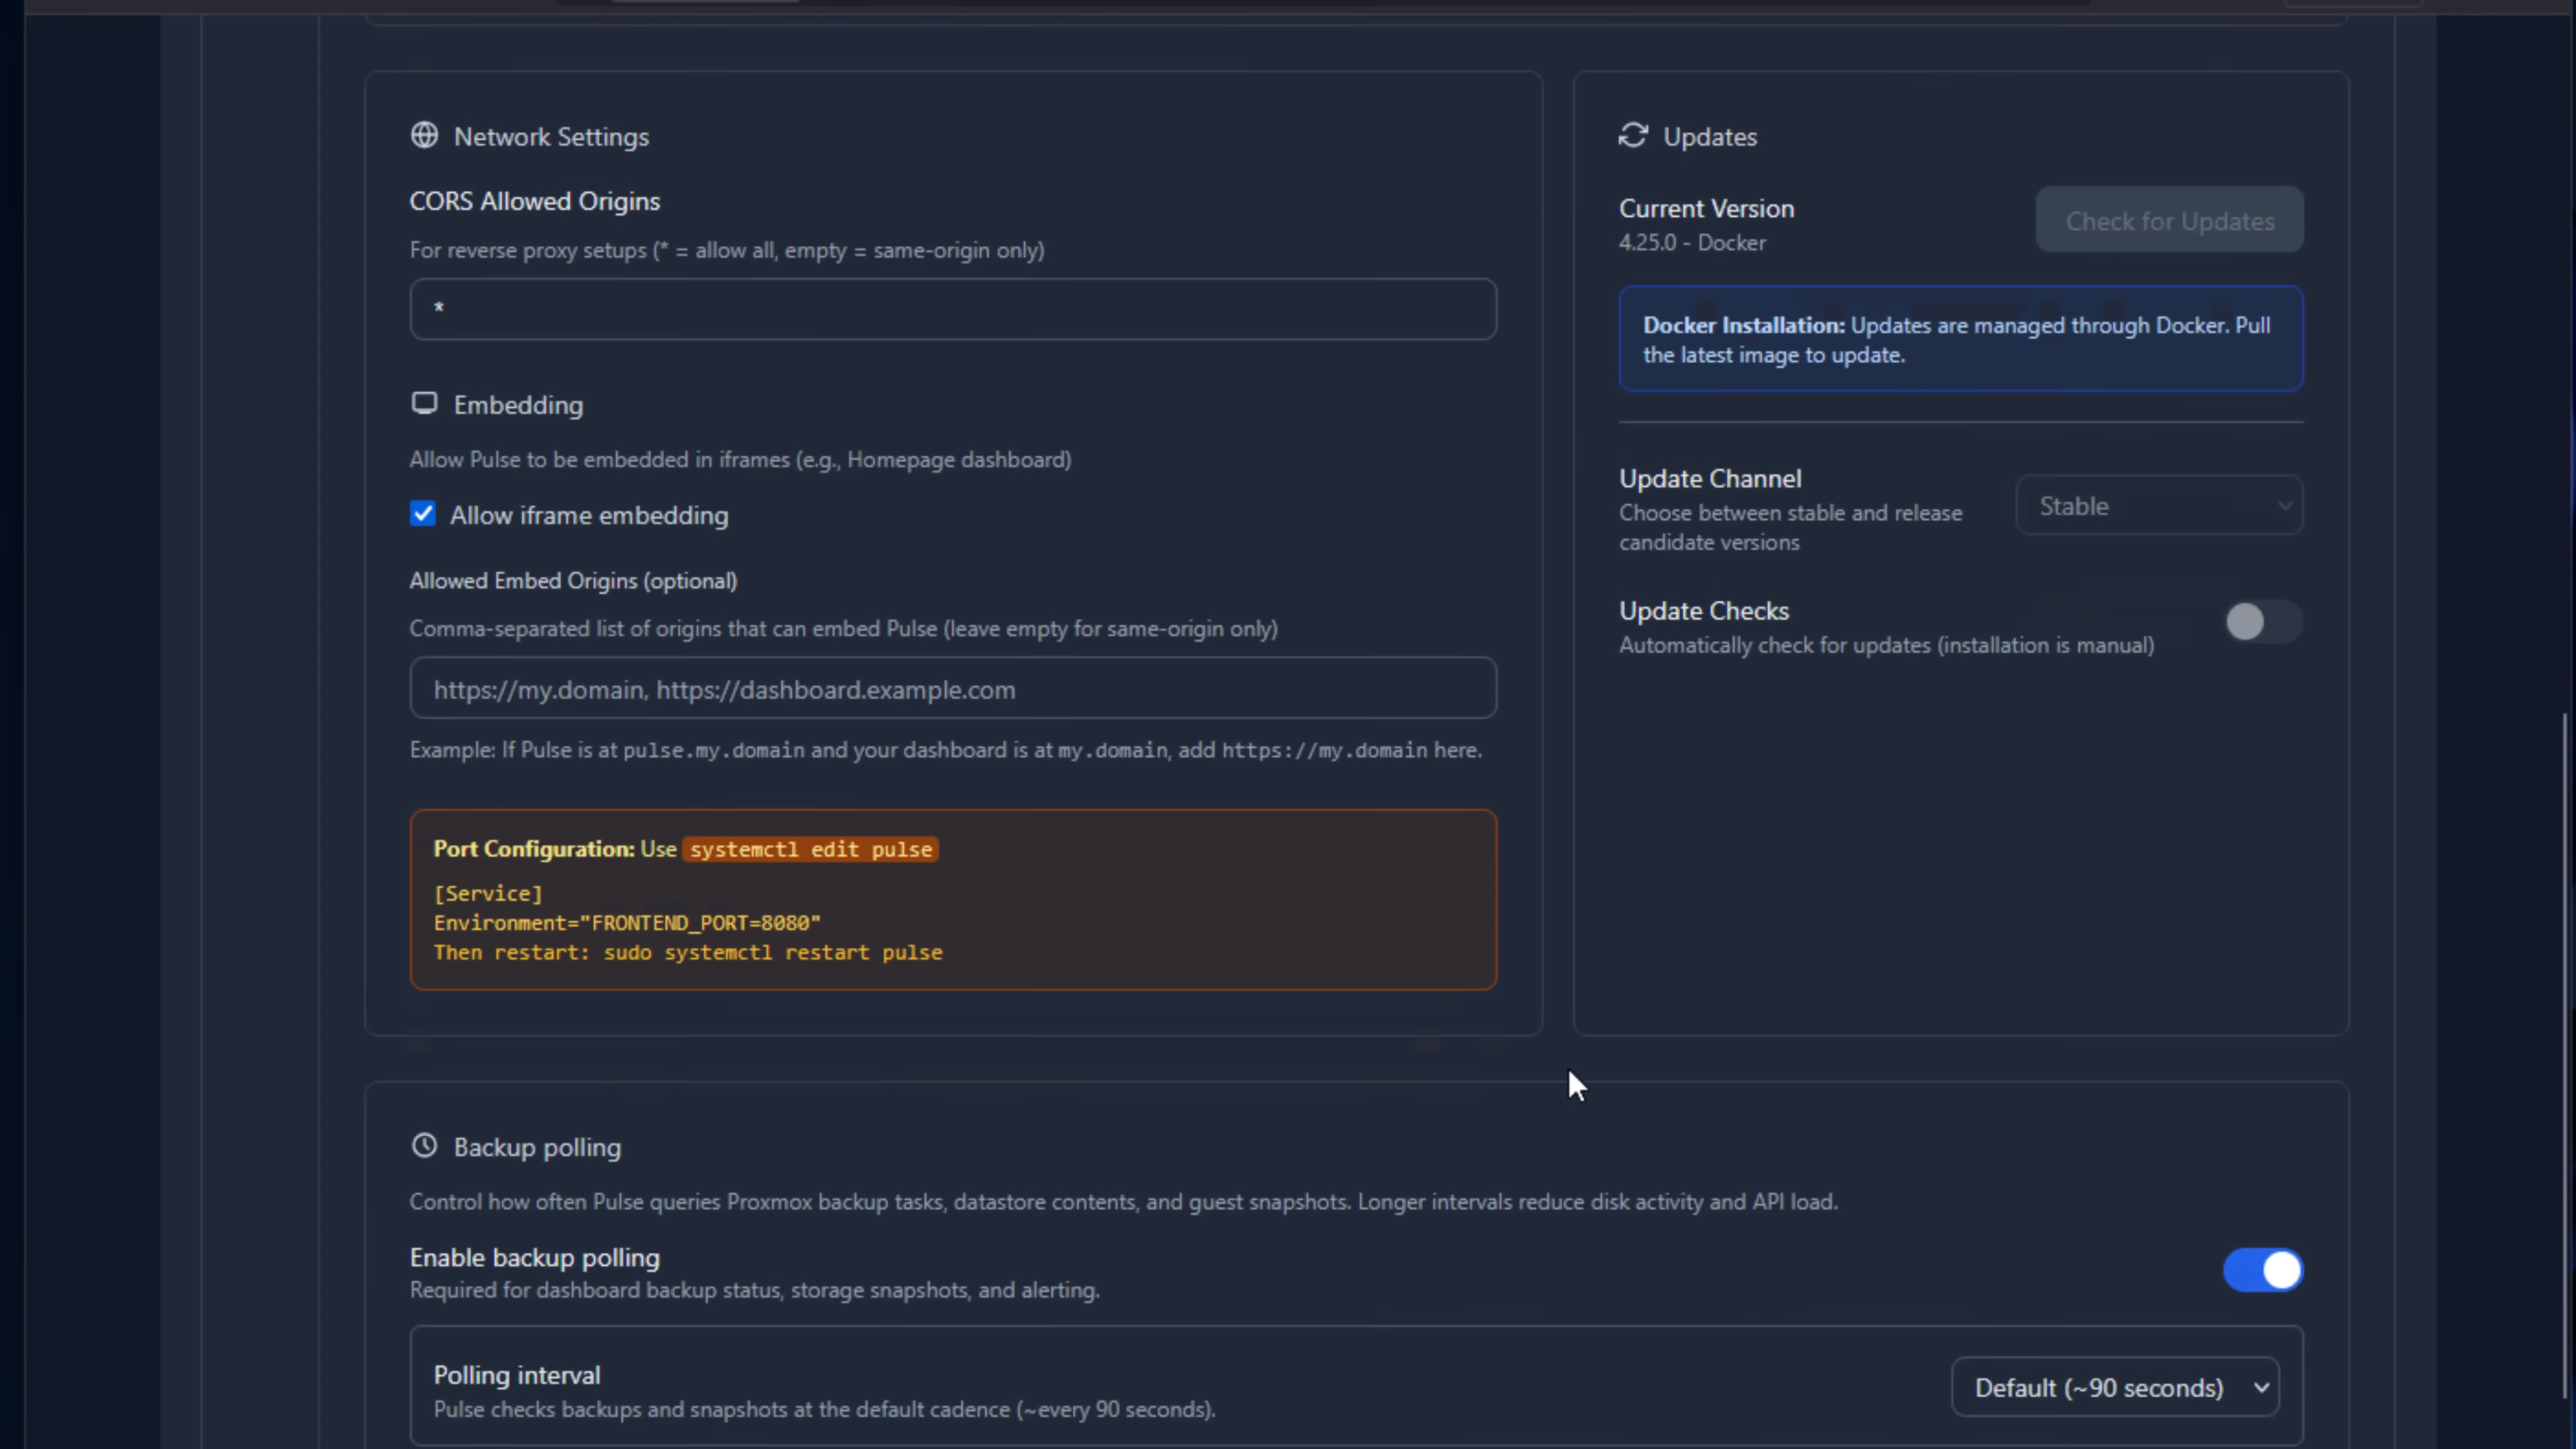 Network Settings
CORS Allowed Origins
For reverse proxy setups (* = allow all, empty = same-origin only)
*
Embedding
Allow Pulse to be embedded in iframes (e.g., Homepage dashboard)
Allow iframe embedding
Allowed Embed Origins (optional)
Comma-separated list of origins that can embed Pulse (leave empty for same-origin only)
https://my.domain, https://dashboard.example.com
Example: If Pulse is at pulse.my.domain and your dashboard is at my.domain, add https://my.domain here.
Port Configuration: Use systemctl edit pulse
[Service]
Environment="FRONTEND_PORT=8080"
Then restart: sudo systemctl restart pulse
Updates
Current Version
4.25.0 - Docker
Check for Updates
Docker Installation: Updates are managed through Docker. Pull
the latest image to update.
Update Channel
Choose between stable and release
candidate versions
Stable
Update Checks
Automatically check for updates (installation is manual)
Backup polling
Control how often Pulse queries Proxmox backup tasks, datastore contents, and guest snapshots. Longer intervals reduce disk activity and API load.
Enable backup polling
Required for dashboard backup status, storage snapshots, and alerting.
Polling interval
Pulse checks backups and snapshots at the default cadence (~every 90 seconds).
Default (~90 seconds)